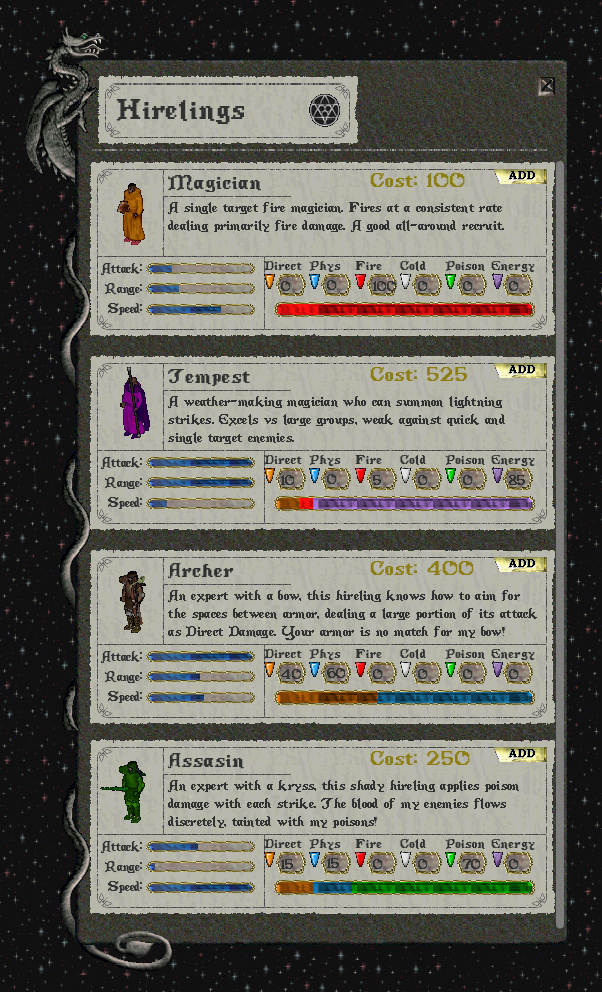 Hirelings
Magician
Cost: 100
ADD
A single target fire magician. Fires at a consistent rate
dealing primarily fire damage. A good all-around recruit.
Attack:
Range:
Speed:
Direct Phys Fire Cold Poison Energy
0 0 100 0 0 0
Tempest
Cost: 525
ADD
A weather-making magician who can summon lightning
strikes. Excels vs large groups, weak against quick and
single target enemies.
Attack:
Range:
Speed:
Direct Phys Fire Cold Poison Energy
10 0 5 0 0 85
Archer
Cost: 400
ADD
An expert with a bow, this hireling knows how to aim for
the spaces between armor, dealing a large portion of its attack
as Direct Damage. Your armor is no match for my bow!
Attack:
Range:
Speed:
Direct Phys Fire Cold Poison Energy
40 60 0 0 0 0
Assasin
Cost: 250
ADD
An expert with a kryss, this shady hireling applies poison
damage with each strike. The blood of my enemies flows
discretely, tainted with my poisons!
Attack:
Range:
Speed:
Direct Phys Fire Cold Poison Energy
15 15 0 0 70 0